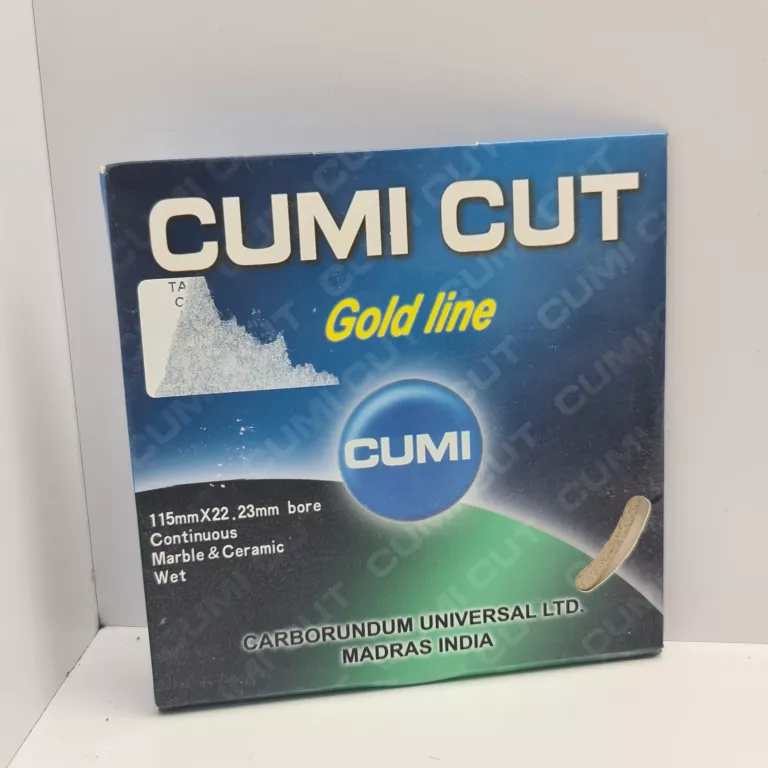 CUMI CUT
Gold line
CUMI
115mmX22.23mm bore
Continuous
Marble & Ceramic
Wet
CARBORUNDUM UNIVERSAL LTD.
MADRAS INDIA